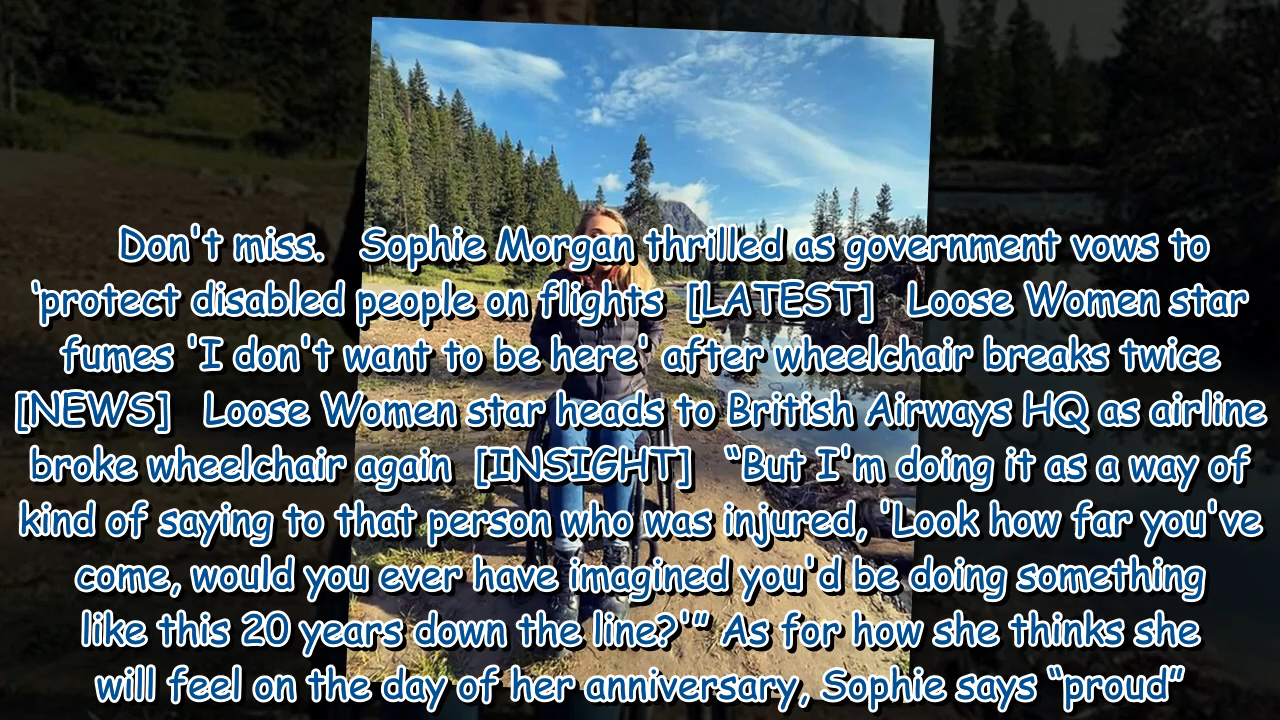 Don't miss.   Sophie Morgan thrilled as government vows to
‘protect disabled people on flights  [LATEST]   Loose Women star
fumes 'I don't want to be here' after wheelchair breaks twice
[NEWS]   Loose Women star heads to British Airways HQ as airline
broke wheelchair again  [INSIGHT]   “But I'm doing it as a way of
kind of saying to that person who was injured, 'Look how far you've
come, would you ever have imagined you'd be doing something
like this 20 years down the line?'” As for how she thinks she
will feel on the day of her anniversary, Sophie says “proud”